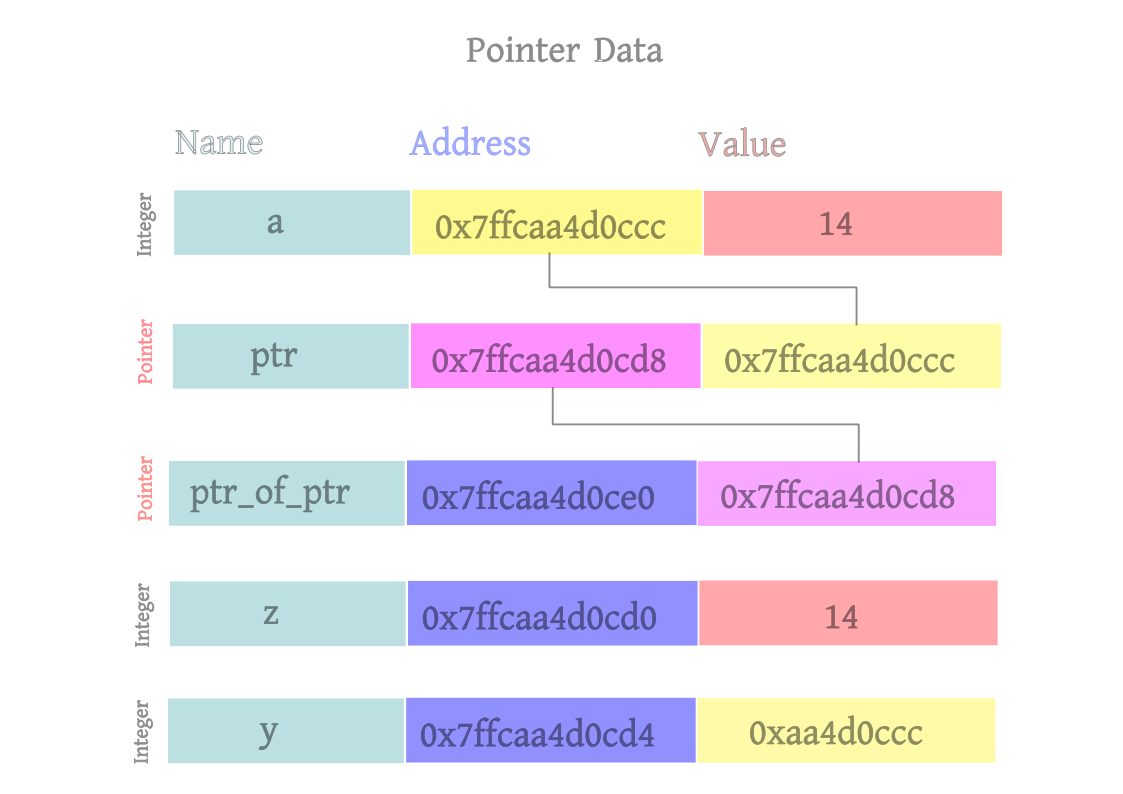 Pointer Data
Name Address Value
Integer a 0x7ffcaa4d0ccc 14
Pointer ptr 0x7ffcaa4d0cd8 0x7ffcaa4d0ccc
Pointer ptr_of_ptr 0x7ffcaa4d0ce0 0x7ffcaa4d0cd8
Integer z 0x7ffcaa4d0cd0 14
Integer y 0x7ffcaa4d0cd4 0xaa4d0ccc